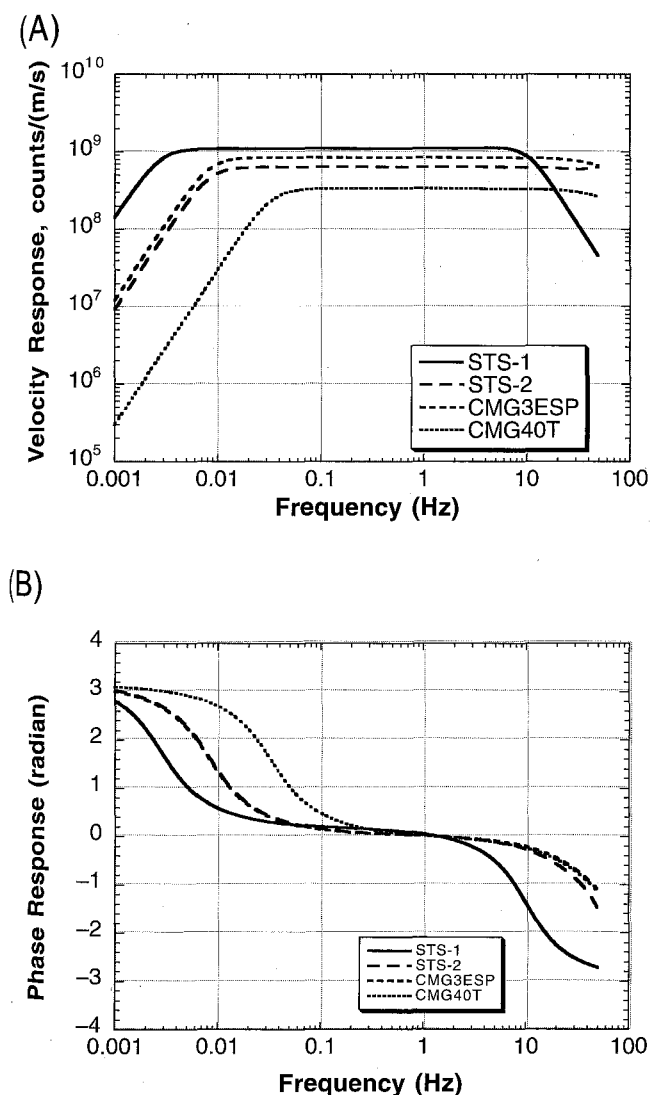 (A)
Velocity Response, counts/(m/s)
10^10
10^9
10^8
10^7
10^6
10^5
STS-1
STS-2
CMG3ESP
CMG40T
0.001 0.01 0.1 1 10 100
Frequency (Hz)
(B)
Phase Response (radian)
4
3
2
1
0
−1
−2
−3
−4
STS-1
STS-2
CMG3ESP
CMG40T
0.001 0.01 0.1 1 10 100
Frequency (Hz)